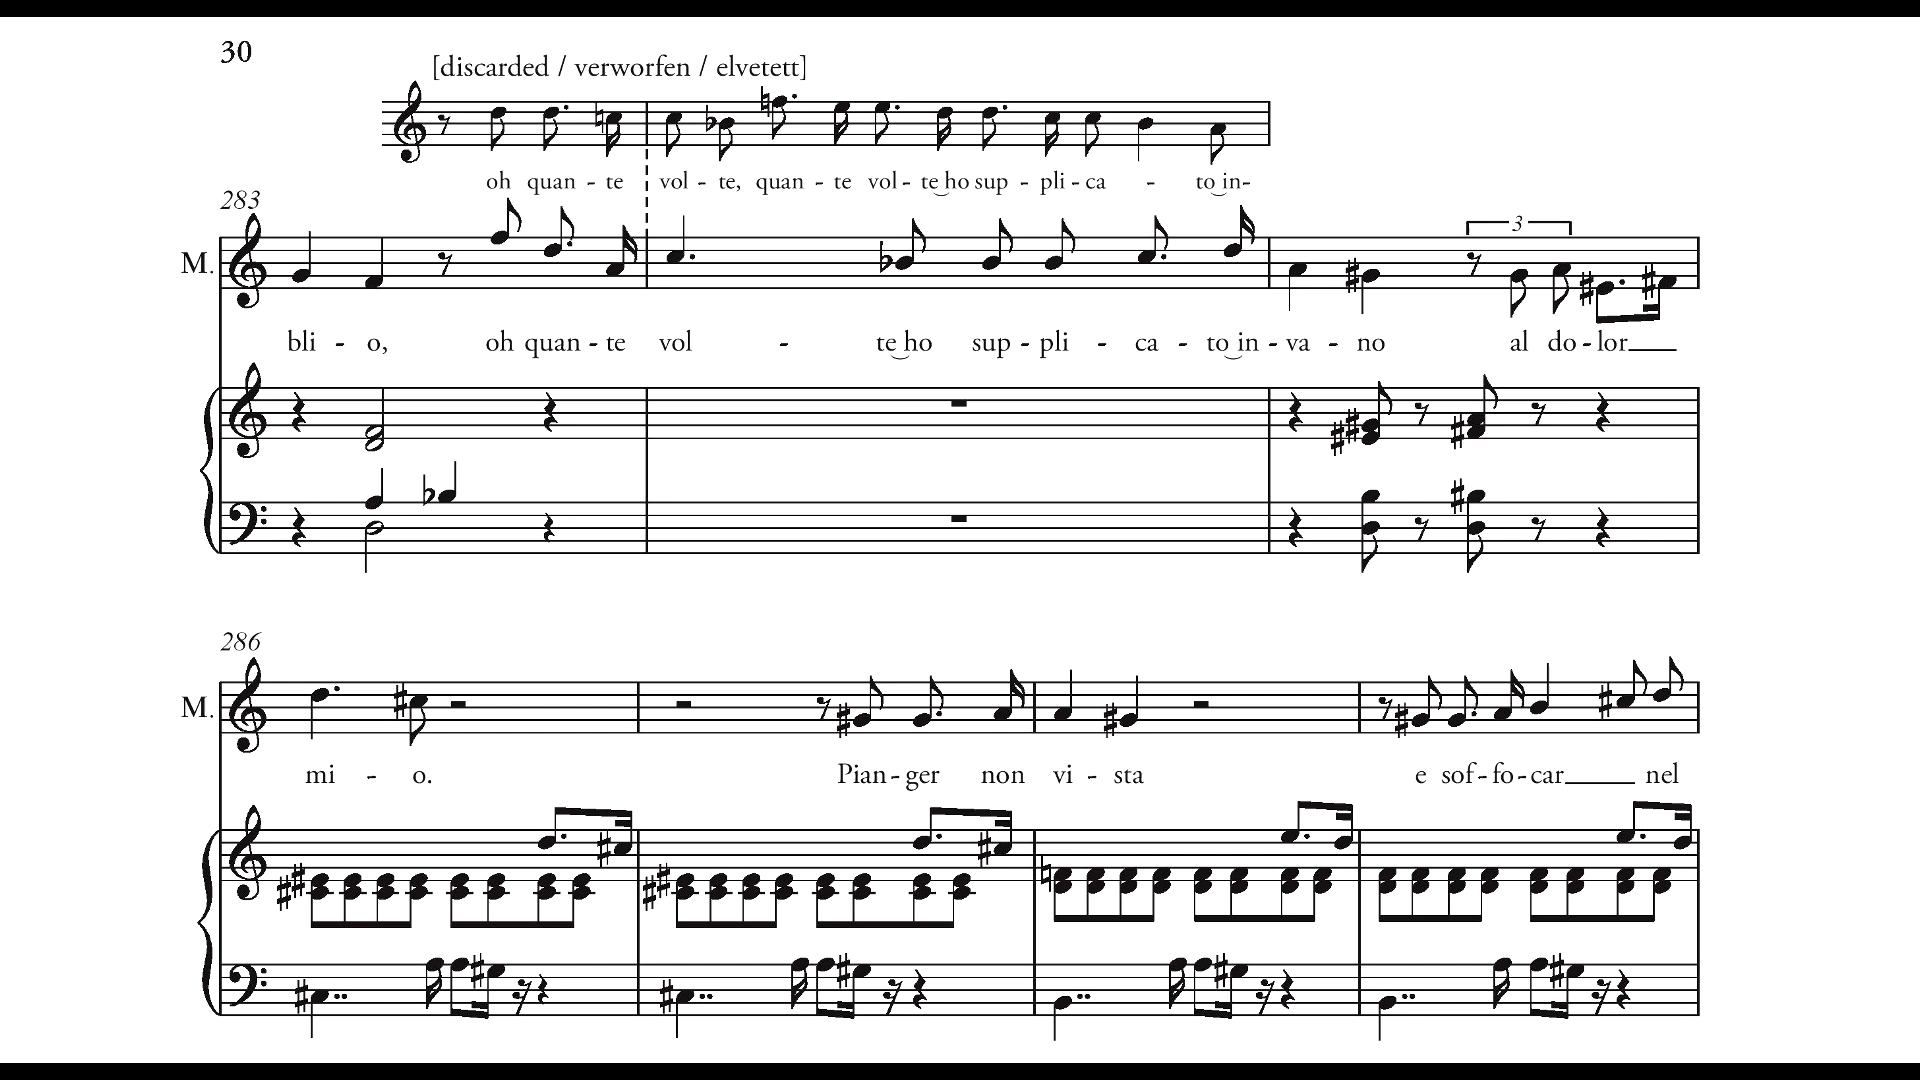 30
[discarded / verworfen / elvetett]
oh quan - te vol - te, quan - te vol - te ho sup - pli - ca - to in-
283
3
M.
bli - o, oh quan - te vol - te ho sup - pli - ca - to in - va - no al do - lor
286
M.
mi - o. Pian - ger non vi - sta e sof - fo - car nel